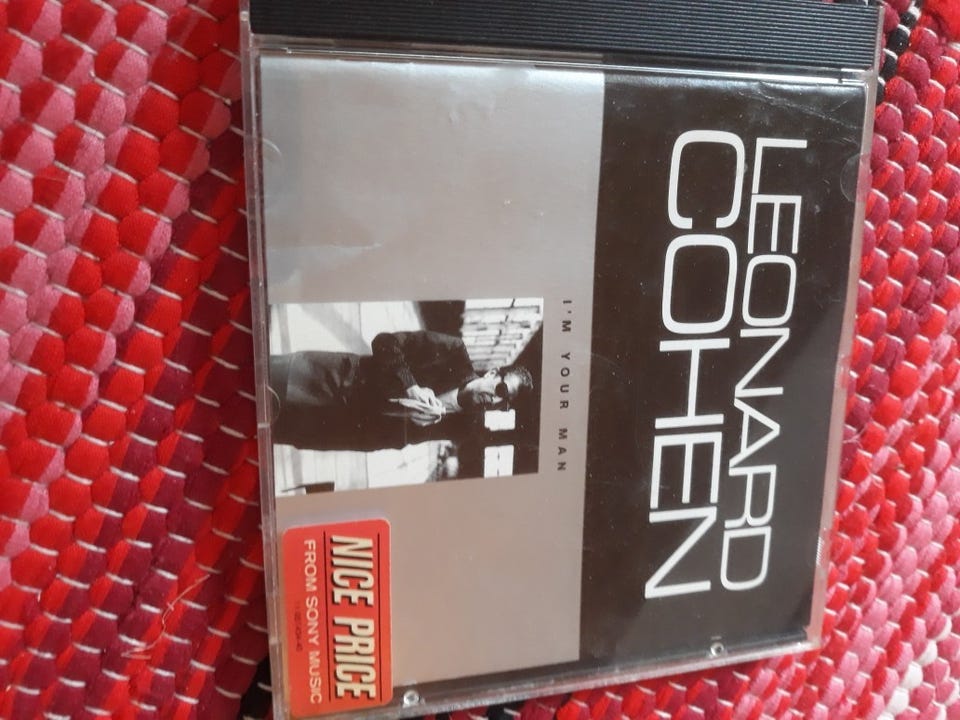 LEONARD
COHEN
I'M YOUR MAN
NICE PRICE
FROM SONY MUSIC